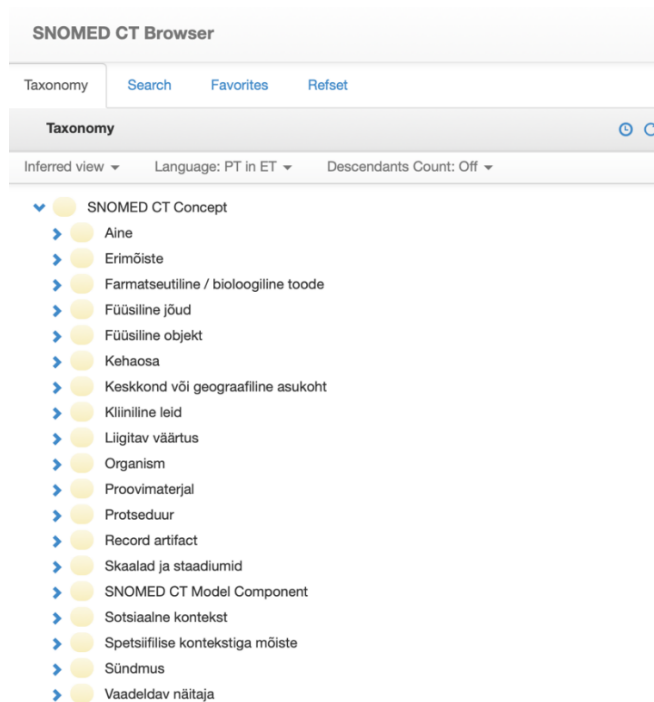 SNOMED CT Browser
Taxonomy Search Favorites Refset
Taxonomy
Inferred view Language: PT in ET Descendants Count: Off
SNOMED CT Concept
Aine
Erimõiste
Farmatseutiline / bioloogiline toode
Füüsiline jõud
Füüsiline objekt
Kehaosa
Keskkond või geograafiline asukoht
Kliiniline leid
Liigitav väärtus
Organism
Proovimaterjal
Protseduur
Record artifact
Skaalad ja staadiumid
SNOMED CT Model Component
Sotsiaalne kontekst
Spetsiifilise kontekstiga mõiste
Sündmus
Vaadeldav näitaja